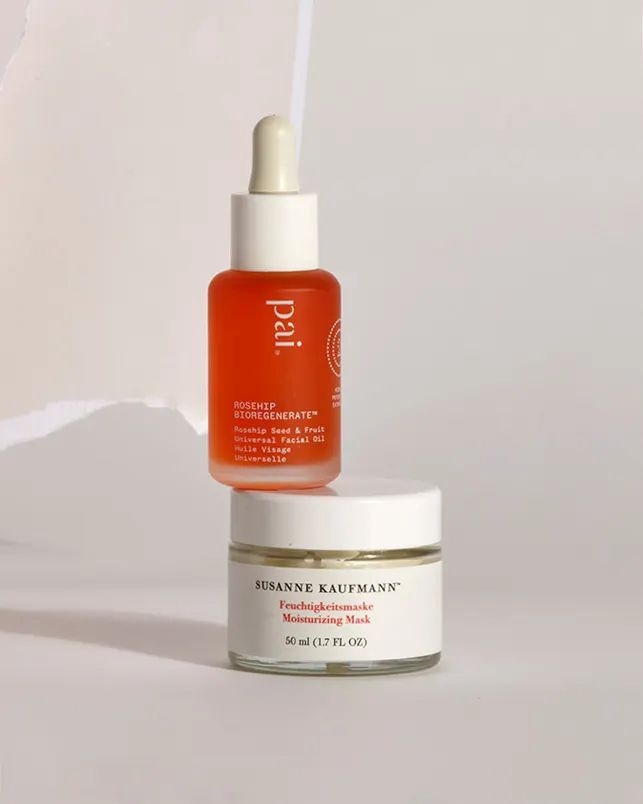 pai®
ROSEHIP
BIOREGENERATE™
Rosehip Seed & Fruit
Universal Facial Oil
Huile Visage
Universelle
SUSANNE KAUFMANN™
Feuchtigkeitsmaske
Moisturizing Mask
50 ml (1.7 FL OZ)